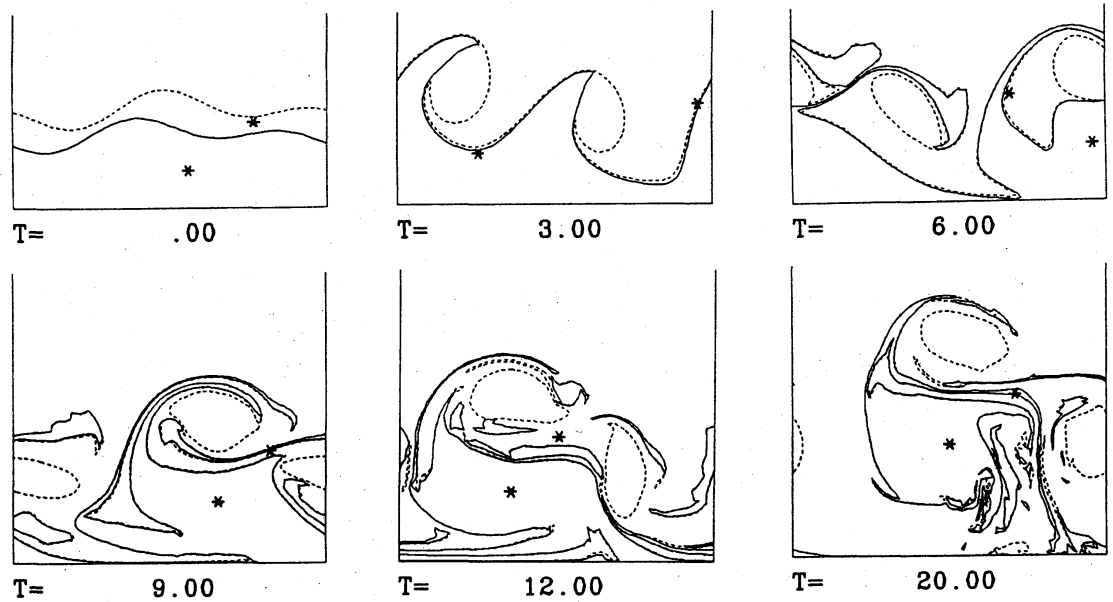 T= .00
T= 3.00
T= 6.00
T= 9.00
T= 12.00
T= 20.00